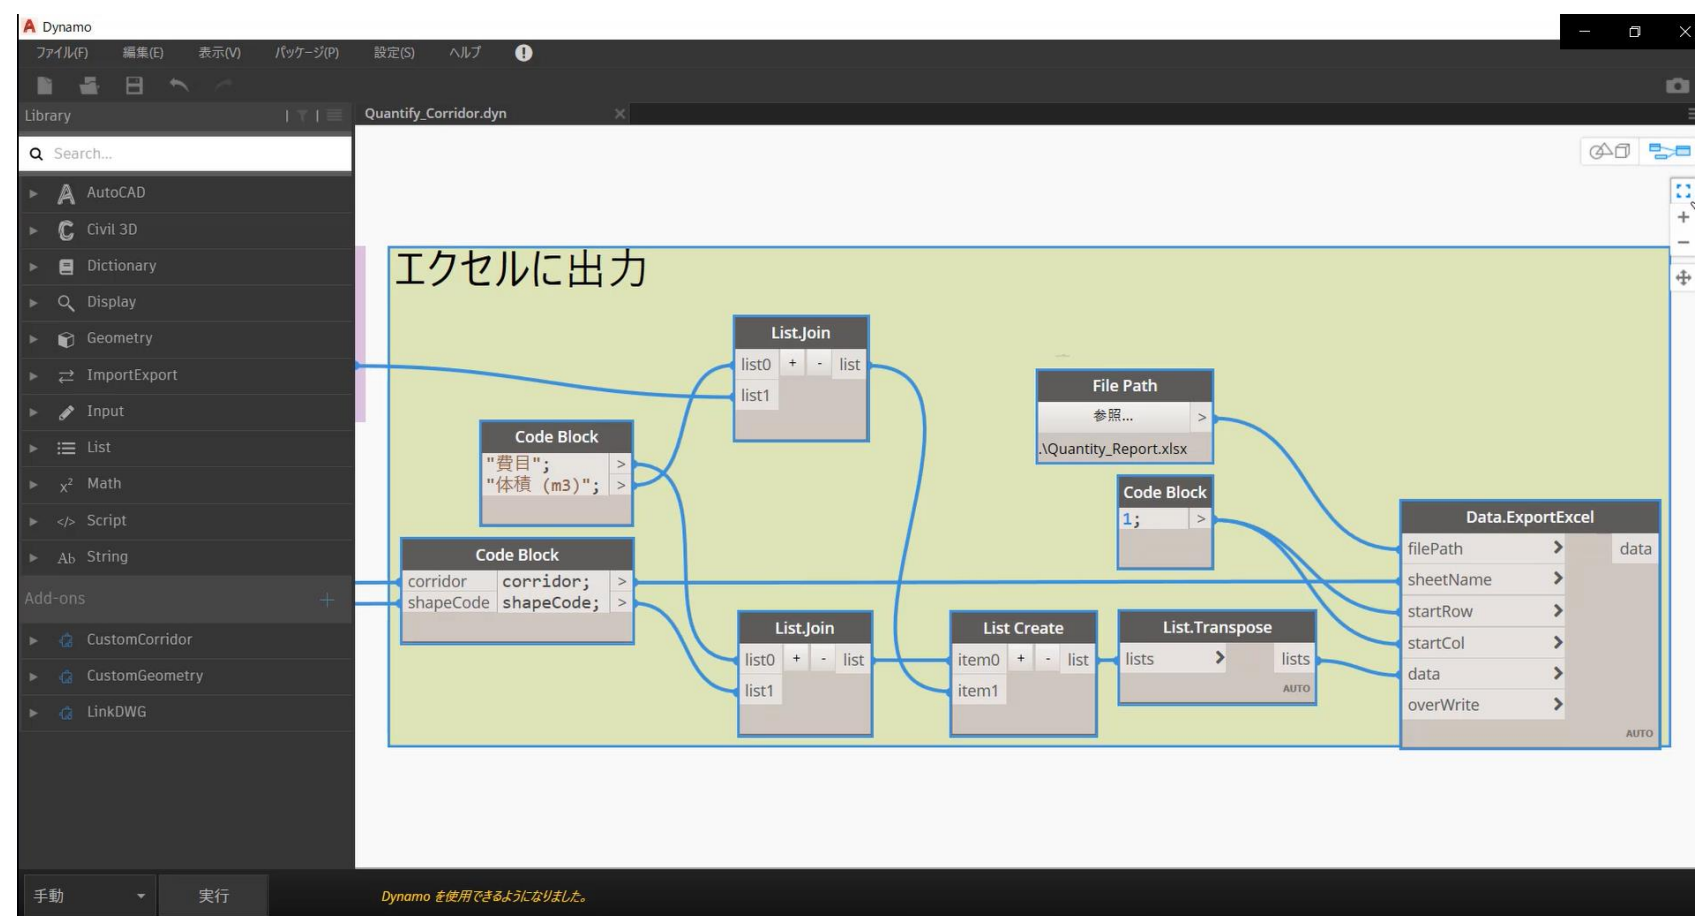 Dynamo
ファイル(F) 編集(E) 表示(V) パッケージ(P) 設定(S) ヘルプ
Library
Quantify_Corridor.dyn
Search...
AutoCAD
Civil 3D
Dictionary
Display
Geometry
ImportExport
Input
List
Math
Script
String
Add-ons
CustomCorridor
CustomGeometry
LinkDWG
エクセルに出力
List.Join
list0 + - list
list1
Code Block
"費目"; >
"体積 (m3)"; >
Code Block
corridor corridor; >
shapeCode shapeCode; >
List.Join
list0 + - list
list1
List Create
item0 + - list
item1
File Path
参照... >
.\Quantity_Report.xlsx
Code Block
1; >
List.Transpose
lists > lists
AUTO
Data.ExportExcel
filePath > data
sheetName >
startRow >
startCol >
data >
overWrite >
AUTO
手動 実行 Dynamo を使用できるようになりました。